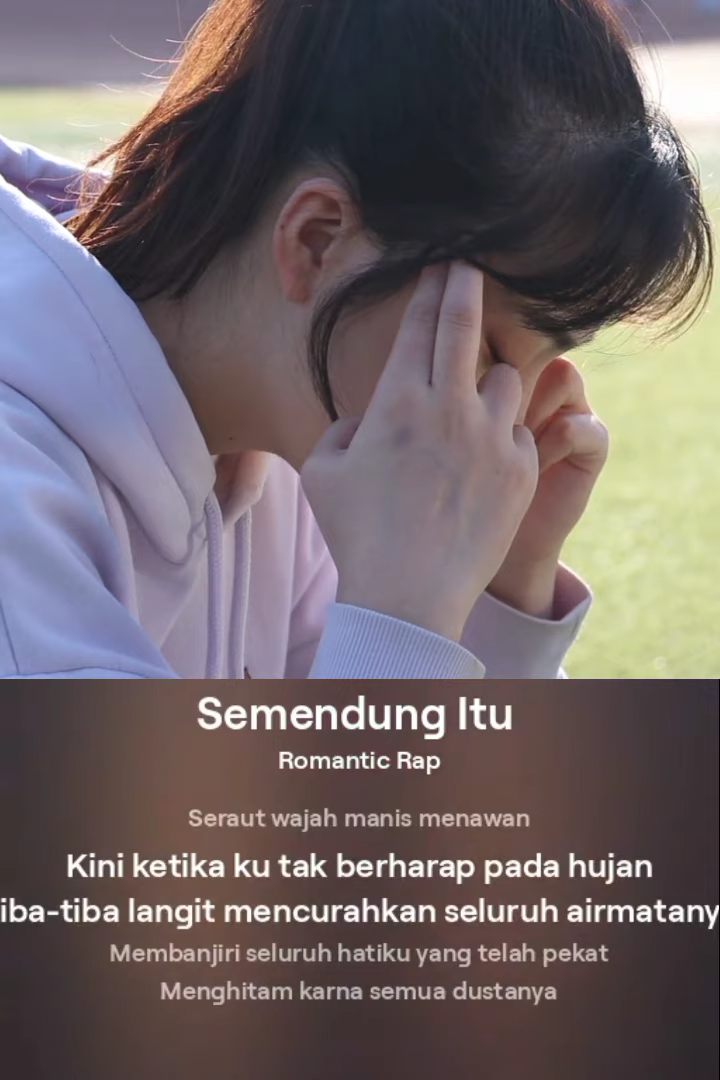 Semendung Itu
Romantic Rap
Seraut wajah manis menawan
Kini ketika ku tak berharap pada hujan
iba-tiba langit mencurahkan seluruh airmatany
Membanjiri seluruh hatiku yang telah pekat
Menghitam karna semua dustanya